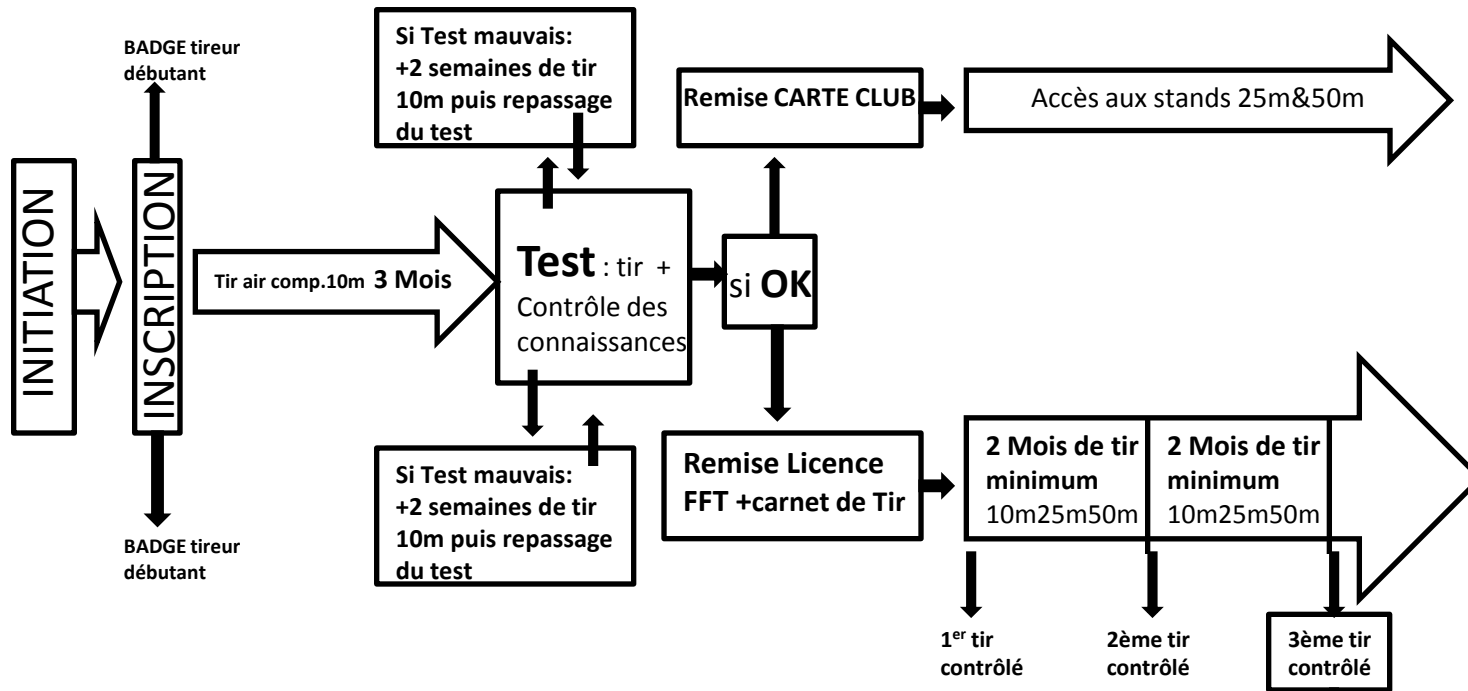 BADGE tireur
débutant
INITIATION
INSCRIPTION
BADGE tireur
débutant
Tir air comp.10m 3 Mois
Si Test mauvais:
+2 semaines de tir
10m puis repassage
du test
Test : tir +
Contrôle des
connaissances
Si Test mauvais:
+2 semaines de tir
10m puis repassage
du test
si OK
Remise CARTE CLUB
Accès aux stands 25m&50m
Remise Licence
FFT +carnet de Tir
2 Mois de tir
minimum
10m25m50m
2 Mois de tir
minimum
10m25m50m
1er tir
contrôlé
2ème tir
contrôlé
3ème tir
contrôlé